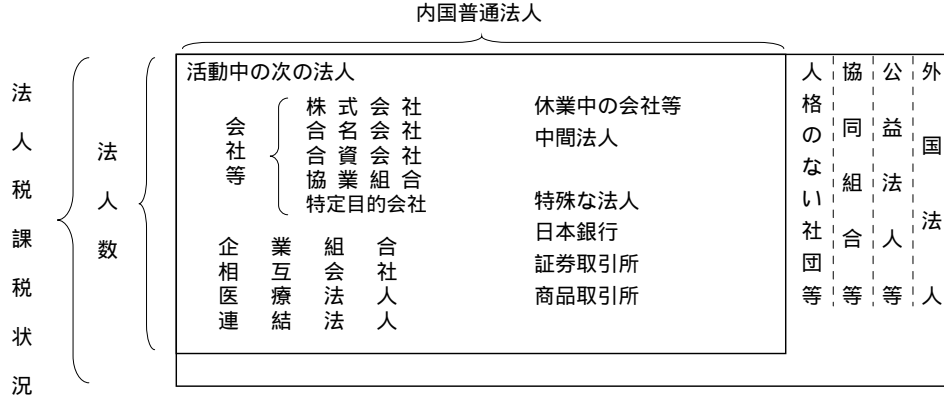 内国普通法人
法人税課税状況
法人数
活動中の次の法人
会社等
株式会社
合名会社
合資会社
協業組合
特定目的会社
企業組合
相互会社
医療法人
連結法人
休業中の会社等
中間法人
特殊な法人
日本銀行
証券取引所
商品取引所
人格のない社団等
協同組合等
公益法人等
外国法人